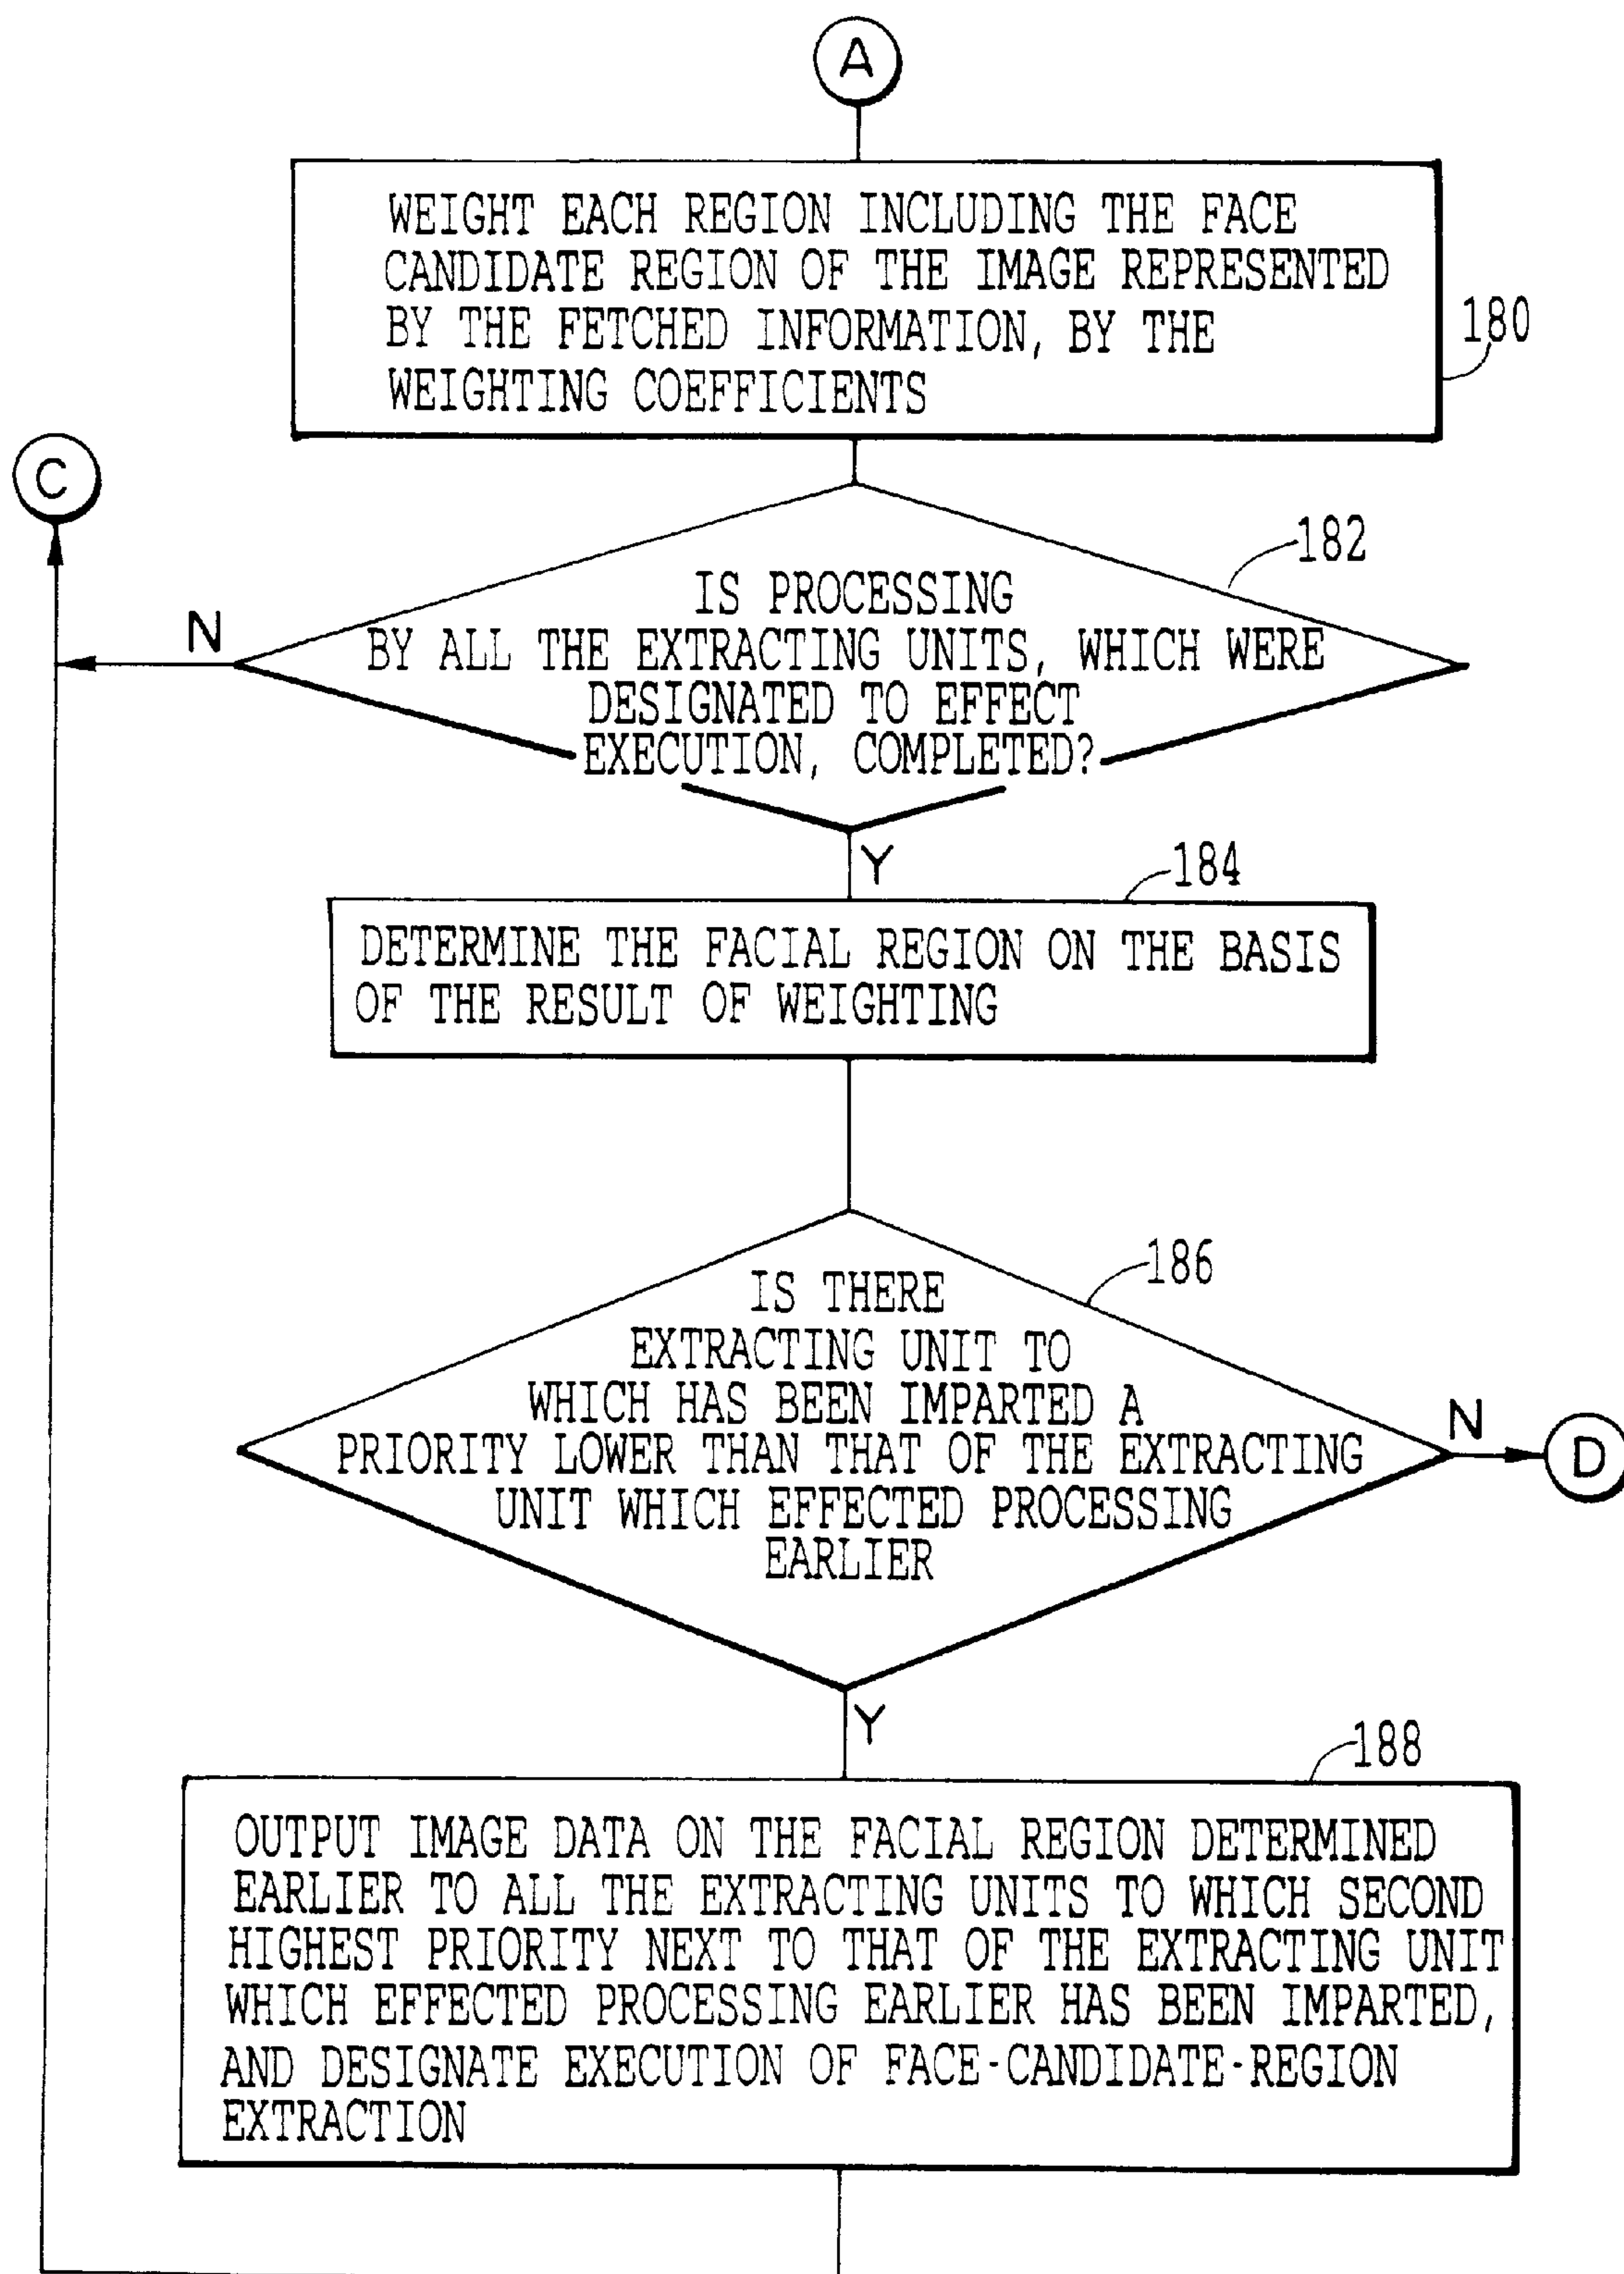 A
WEIGHT EACH REGION INCLUDING THE FACE
CANDIDATE REGION OF THE IMAGE REPRESENTED
BY THE FETCHED INFORMATION, BY THE
WEIGHTING COEFFICIENTS
180
C
182
N
IS PROCESSING
BY ALL THE EXTRACTING UNITS, WHICH WERE
DESIGNATED TO EFFECT
EXECUTION, COMPLETED?
Y
184
DETERMINE THE FACIAL REGION ON THE BASIS
OF THE RESULT OF WEIGHTING
186
IS THERE
EXTRACTING UNIT TO
WHICH HAS BEEN IMPARTED A
PRIORITY LOWER THAN THAT OF THE EXTRACTING
UNIT WHICH EFFECTED PROCESSING
EARLIER
N
D
Y
188
OUTPUT IMAGE DATA ON THE FACIAL REGION DETERMINED
EARLIER TO ALL THE EXTRACTING UNITS TO WHICH SECOND
HIGHEST PRIORITY NEXT TO THAT OF THE EXTRACTING UNIT
WHICH EFFECTED PROCESSING EARLIER HAS BEEN IMPARTED,
AND DESIGNATE EXECUTION OF FACE-CANDIDATE-REGION
EXTRACTION